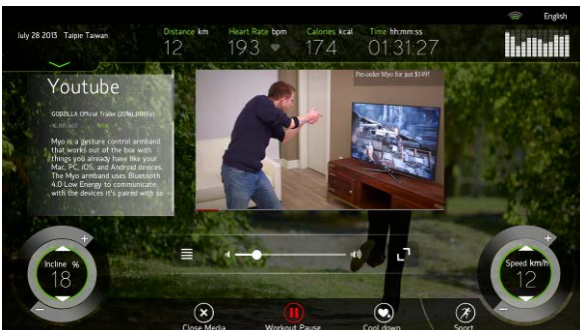 English
July 28 2013 Taipie Taiwan
Distance km
12
Heart Rate bpm
193
Calories kcal
174
Time hh:mm:ss
01:31:27
Youtube
GODZILLA Official Trailer (2014)
Pre-order Myo for just $149!
Myo is a gesture control armband
that works out of the box with
things you already have like your
Mac, PC, iOS, and Android devices.
The Myo armband uses Bluetooth
4.0 Low Energy to communicate
with the devices it's paired with so
Incline %
18
Speed km/h
12
Close Media
Workout Pause
Cool down
Sport